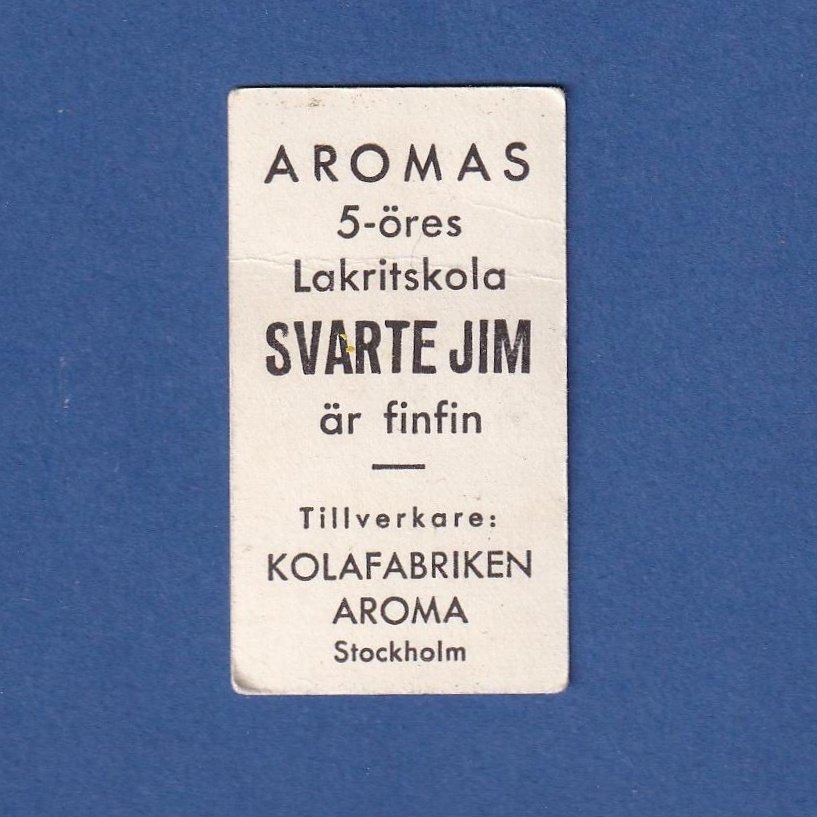 AROMAS
5-öres
Lakritskola
SVARTE JIM
är finfin
Tillverkare:
KOLAFABRIKEN
AROMA
Stockholm